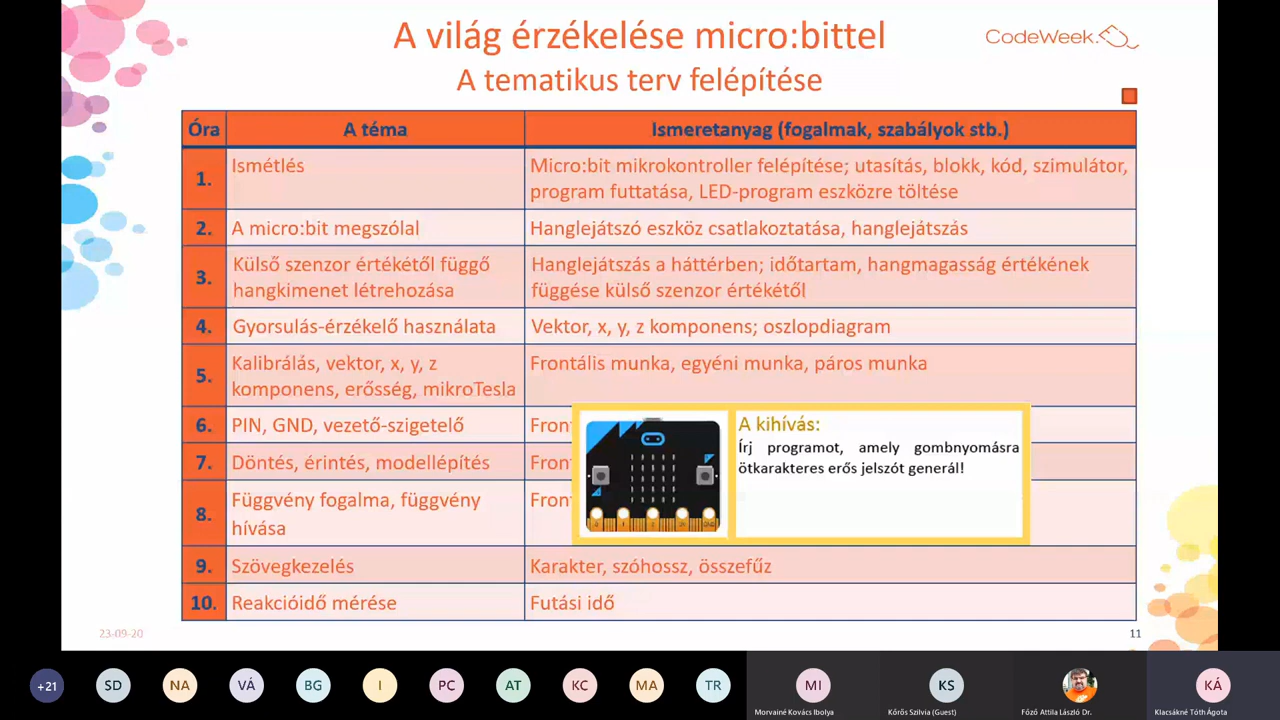 A világ érzékelése micro:bittel
CodeWeek.
A tematikus terv felépítése
Óra A téma Ismeretanyag (fogalmak, szabályok stb.)
1. Ismétlés Micro:bit mikrokontroller felépítése; utasítás, blokk, kód, szimulátor,
program futtatása, LED-program eszközre töltése
2. A micro:bit megszólal Hanglejátszó eszköz csatlakoztatása, hanglejátszás
3. Külső szenzor értékétől függő Hanglejátszás a háttérben; időtartam, hangmagasság értékének
hangkimenet létrehozása függése külső szenzor értékétől
4. Gyorsulás-érzékelő használata Vektor, x, y, z komponens; oszlopdiagram
5. Kalibrálás, vektor, x, y, z Frontális munka, egyéni munka, páros munka
komponens, erősség, mikroTesla
6. PIN, GND, vezető-szigetelő Fron
7. Döntés, érintés, modellépítés Fron
8. Függvény fogalma, függvény Fron
hívása
A kihívás:
Írj programot, amely gombnyomásra
ötkarakteres erős jelszót generál!
9. Szövegkezelés Karakter, szóhossz, összefűz
10. Reakcióidő mérése Futási idő
23-09-20 11
+21 SD NA VÁ BG I PC AT KC MA TR MI KS KÁ
Morvainé Kovács Ibolya Kőrös Szilvia (Guest) Főző Attila László Dr. Klacsákné Tóth Ágota